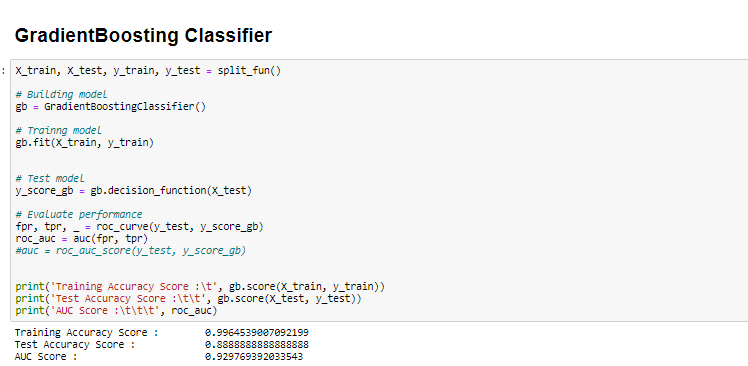 GradientBoosting Classifier
: X_train, X_test, y_train, y_test = split_fun()
# Building model
gb = GradientBoostingClassifier()
# Trainng model
gb.fit(X_train, y_train)
# Test model
y_score_gb = gb.decision_function(X_test)
# Evaluate performance
fpr, tpr, _ = roc_curve(y_test, y_score_gb)
roc_auc = auc(fpr, tpr)
#auc = roc_auc_score(y_test, y_score_gb)
print('Training Accuracy Score :\t', gb.score(X_train, y_train))
print('Test Accuracy Score :\t\t', gb.score(X_test, y_test))
print('AUC Score :\t\t\t', roc_auc)
Training Accuracy Score : 0.9964539007092199
Test Accuracy Score : 0.8888888888888888
AUC Score : 0.929769392033543